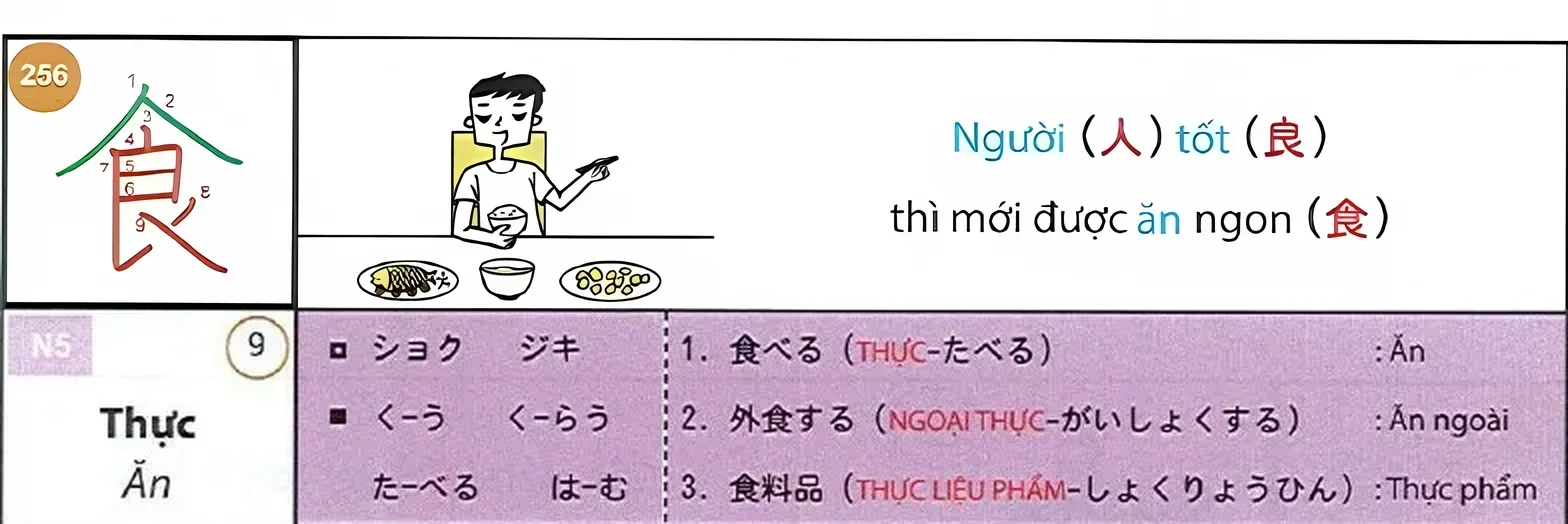 256
1
2
3
4
5
6
7
8
9
食
Người (人) tốt (良)
thì mới được ăn ngon (食)
N5
9
Thực
Ăn
ショク ジキ
く-う く-らう
た-べる は-む
1. 食べる (THỰC-たべる) : Ăn
2. 外食する (NGOẠI THỰC-がいしょくする) : Ăn ngoài
3. 食料品 (THỰC LIỆU PHẨM-しょくりょうひん) : Thực phẩm